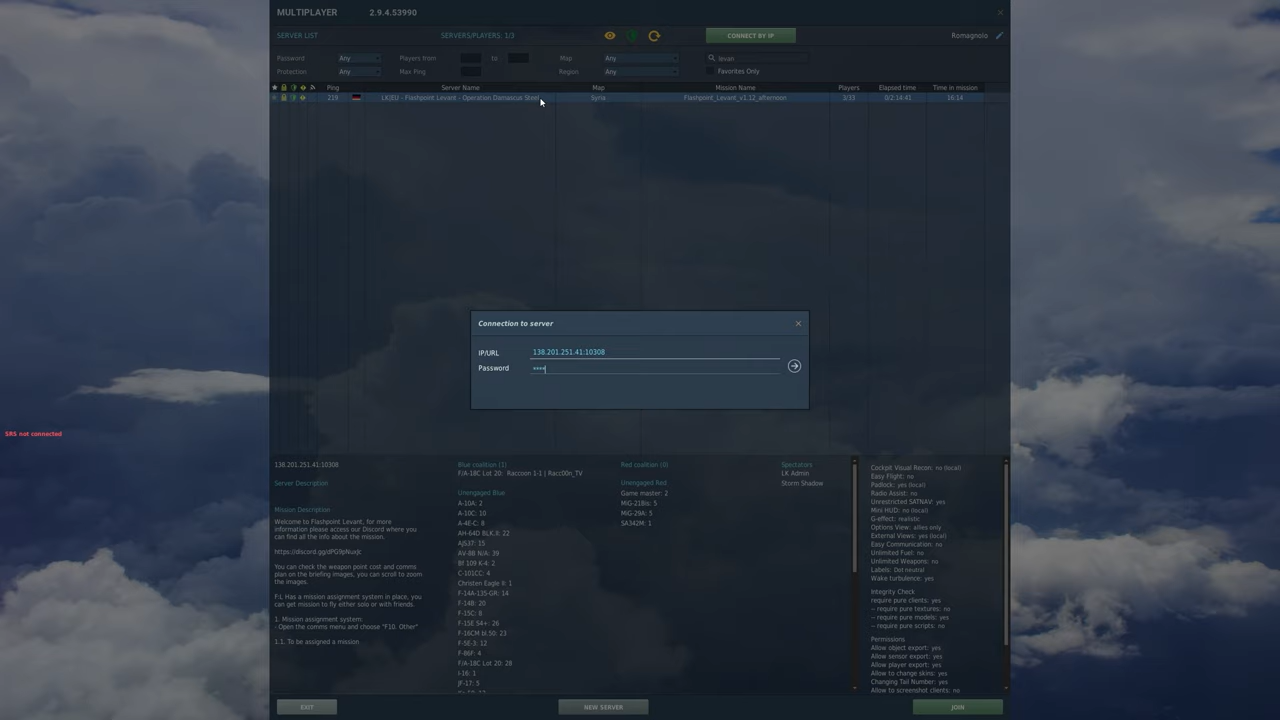 MULTIPLAYER 2.9.4.53990
SERVER LIST SERVERS/PLAYERS: 1/3 CONNECT BY IP Romagnolo
Password Any Players from to Map Any levan
Protection Any Max Ping Region Any Favorites Only
Ping Server Name Map Mission Name Players Elapsed time Time in mission
219 LK|EU - Flashpoint Levant - Operation Damascus Steel Syria Flashpoint_Levant_v1.12_afternoon 3/33 0/2:14:41 16:14
Connection to server
IP/URL 138.201.251.41:10308
Password ****
SRS not connected
138.201.251.41:10308
Server Description
Mission Description
Welcome to Flashpoint Levant, for more
information please access our Discord where you
can find all the info about the mission.
https://discord.gg/dPG9pNuxJc
You can check the weapon point cost and comms
plan on the briefing images, you can scroll to zoom
the images.
F:L Has a mission assignment system in place, you
can get mission to fly either solo or with friends.
1. Mission assignment system:
- Open the comms menu and choose "F10. Other"
1.1. To be assigned a mission
Blue coalition (1)
F/A-18C Lot 20: Raccoon 1-1 | Racc00n_TV
Unengaged Blue
A-10A: 2
A-10C: 10
A-4E-C: 8
AH-64D BLK.II: 22
AJS37: 15
AV-8B N/A: 39
Bf 109 K-4: 2
C-101CC: 4
Christen Eagle II: 1
F-14A-135-GR: 14
F-14B: 20
F-15C: 8
F-15E S4+: 26
F-16CM bl.50: 23
F-5E-3: 12
F-86F: 4
F/A-18C Lot 20: 28
I-16: 1
JF-17: 5
Red coalition (0)
Unengaged Red
Game master: 2
MiG-21Bis: 5
MiG-29A: 5
SA342M: 1
Spectators
LK Admin
Storm Shadow
Cockpit Visual Recon: no (local)
Easy Flight: no
Padlock: yes (local)
Radio Assist: no
Unrestricted SATNAV: yes
Mini HUD: no (local)
G-effect: realistic
Options View: allies only
External Views: yes (local)
Easy Communication: no
Unlimited Fuel: no
Unlimited Weapons: no
Labels: Dot neutral
Wake turbulence: yes
Integrity Check
require pure clients: yes
-- require pure textures: no
-- require pure models: yes
-- require pure scripts: no
Permissions
Allow object export: yes
Allow sensor export: yes
Allow player export: yes
Allow to change skins: yes
Changing Tail Number: yes
Allow to screenshot clients: no
EXIT NEW SERVER JOIN